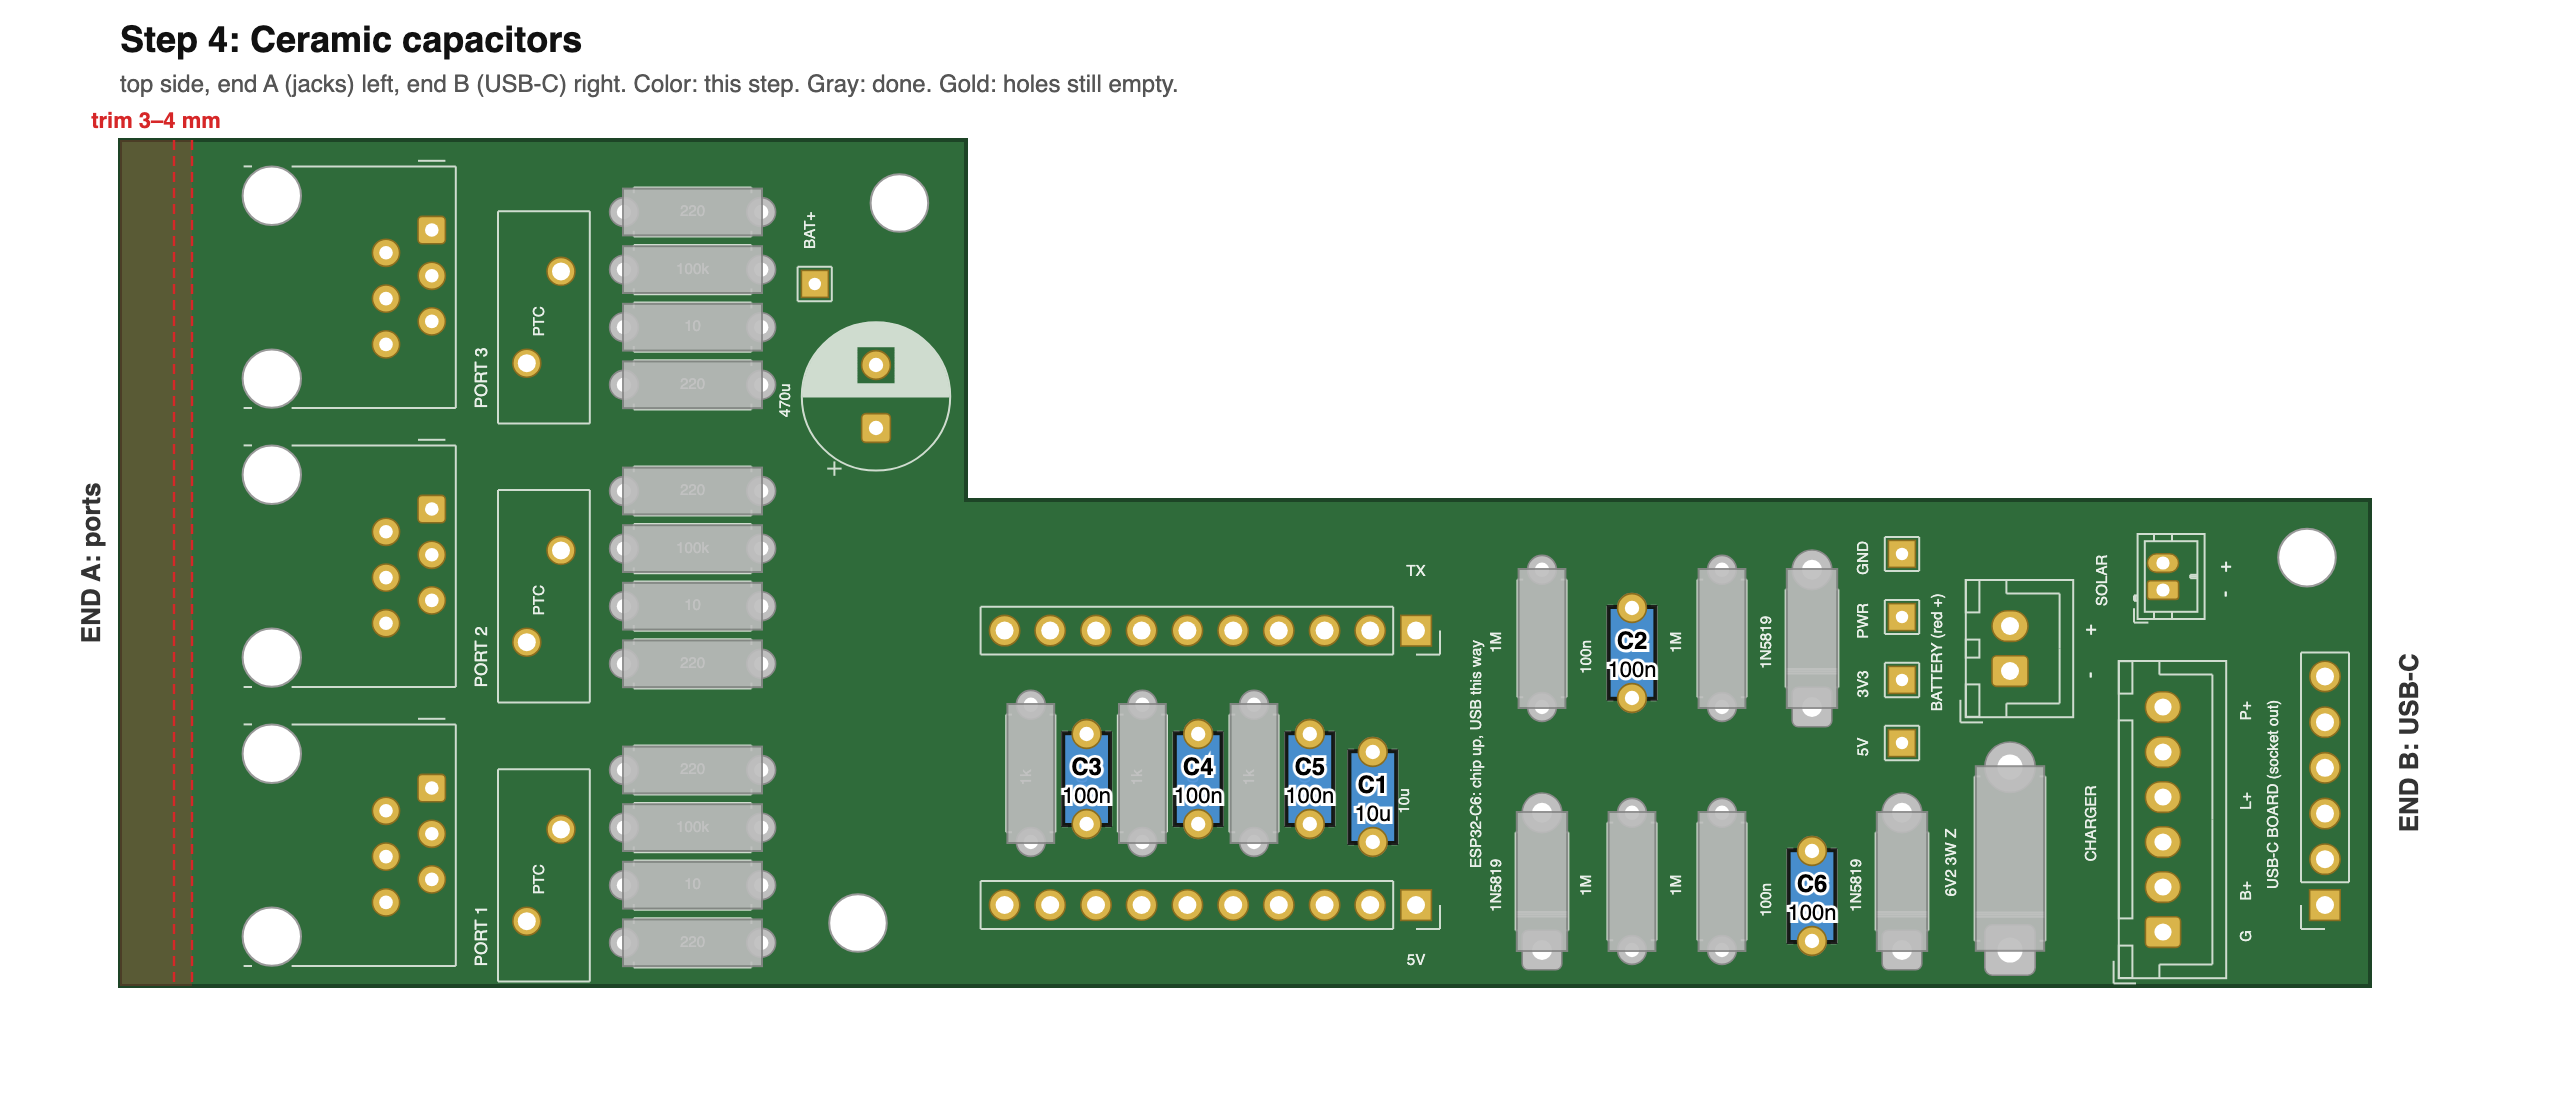 Step 4: Ceramic capacitors
top side, end A (jacks) left, end B (USB-C) right. Color: this step. Gray: done. Gold: holes still empty.
trim 3–4 mm
END A: ports
PORT 3
PTC
220
100k
10
220
BAT+
470u
+
PORT 2
PTC
220
100k
10
220
PORT 1
PTC
220
100k
10
220
TX
1k
C3
100n
1k
C4
100n
1k
C5
100n
C1
10u
10u
5V
ESP32-C6: chip up, USB this way
1M
100n
C2
100n
1M
1N5819
GND
PWR
3V3
5V
BATTERY (red +)
+
-
SOLAR
+
-
1N5819
1M
1M
100n
C6
100n
1N5819
6V2 3W Z
CHARGER
P+
L+
B+
G
USB-C BOARD (socket out)
END B: USB-C